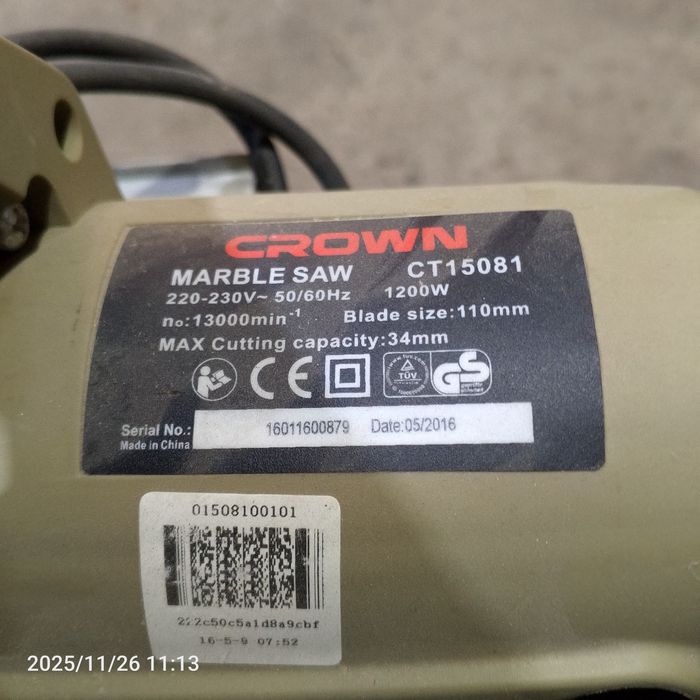 CROWN
MARBLE SAW CT15081
220-230V~ 50/60Hz 1200W
no:13000min⁻¹ Blade size:110mm
MAX Cutting capacity:34mm
CE TÜV GS
Serial No.: 16011600879 Date:05/2016
Made in China
01508100101
222c50c5a1d8a9cbf
16-5-9 07:52
2025/11/26 11:13